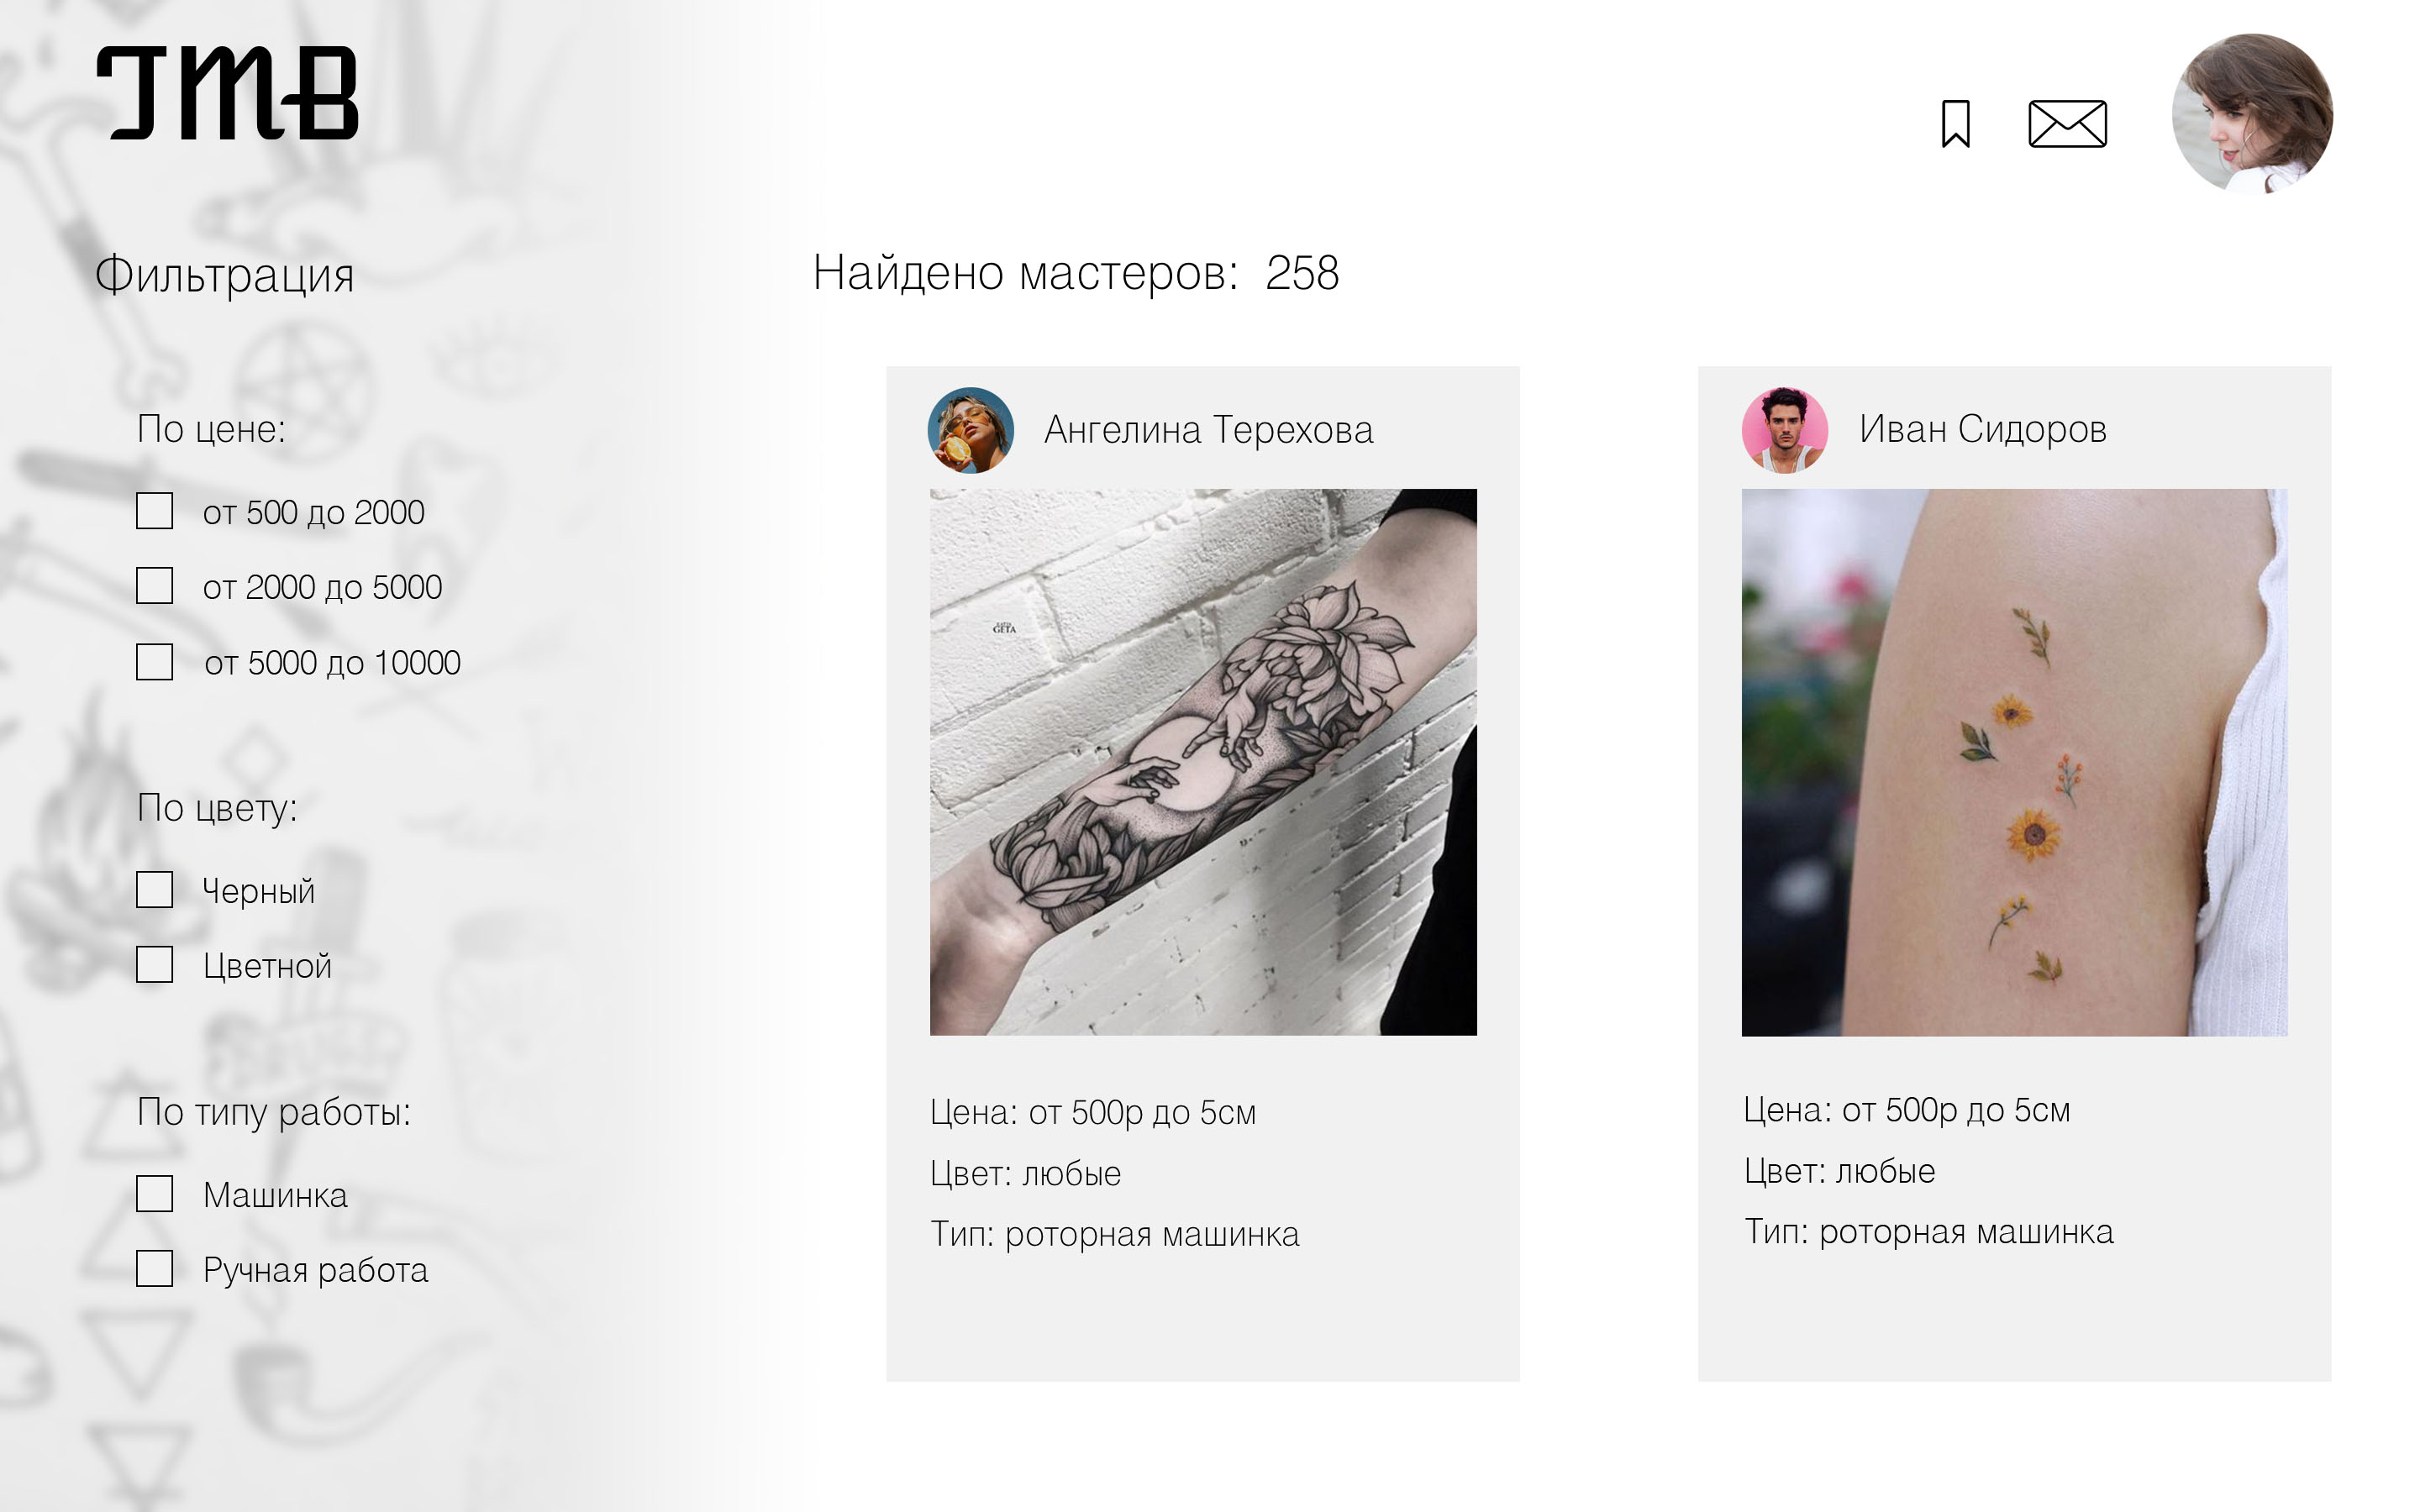 TMB
Фильтрация
По цене:
от 500 до 2000
от 2000 до 5000
от 5000 до 10000
По цвету:
Черный
Цветной
По типу работы:
Машинка
Ручная работа
Найдено мастеров: 258
Ангелина Терехова
GETA
Цена: от 500р до 5см
Цвет: любые
Тип: роторная машинка
Иван Сидоров
Цена: от 500р до 5см
Цвет: любые
Тип: роторная машинка